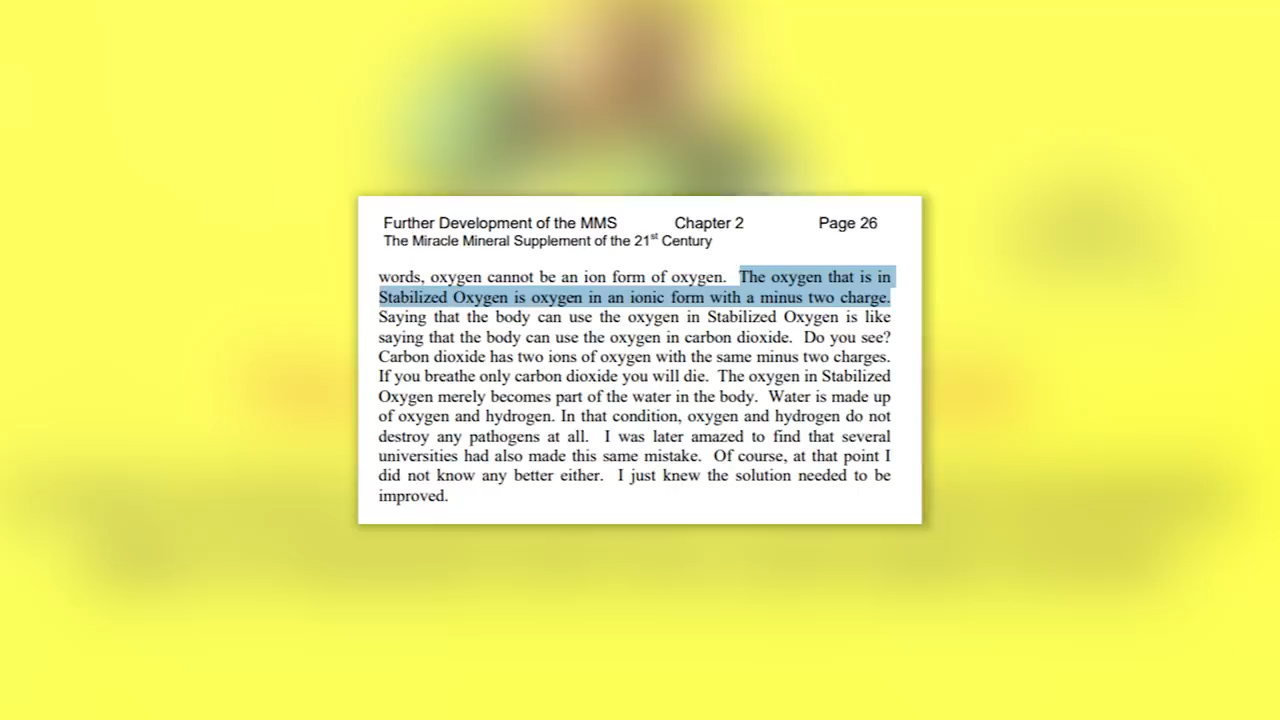 Further Development of the MMS Chapter 2 Page 26
The Miracle Mineral Supplement of the 21st Century
words, oxygen cannot be an ion form of oxygen. The oxygen that is in
Stabilized Oxygen is oxygen in an ionic form with a minus two charge.
Saying that the body can use the oxygen in Stabilized Oxygen is like
saying that the body can use the oxygen in carbon dioxide. Do you see?
Carbon dioxide has two ions of oxygen with the same minus two charges.
If you breathe only carbon dioxide you will die. The oxygen in Stabilized
Oxygen merely becomes part of the water in the body. Water is made up
of oxygen and hydrogen. In that condition, oxygen and hydrogen do not
destroy any pathogens at all. I was later amazed to find that several
universities had also made this same mistake. Of course, at that point I
did not know any better either. I just knew the solution needed to be
improved.